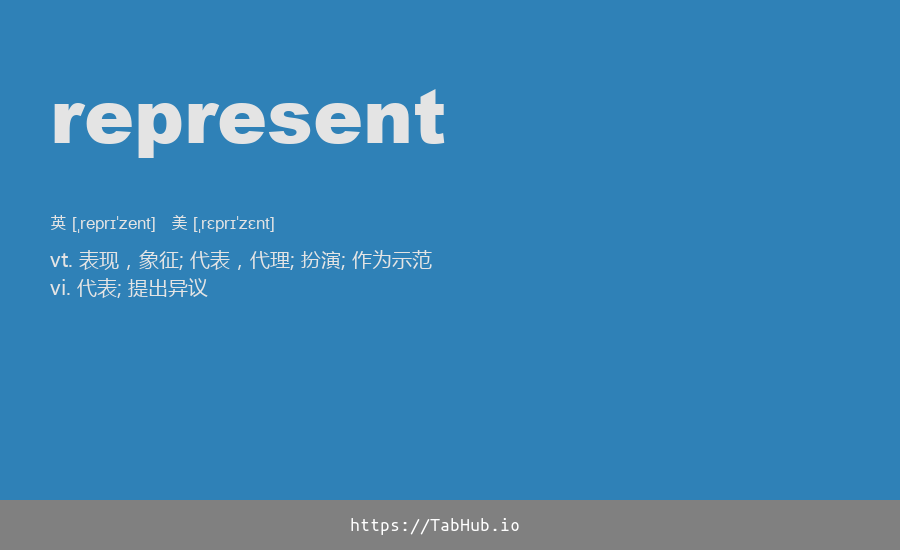 represent
英 [ˌreprɪˈzent] 美 [ˌrɛprɪˈzɛnt]
vt. 表现，象征; 代表，代理; 扮演; 作为示范
vi. 代表; 提出异议
https://TabHub.io